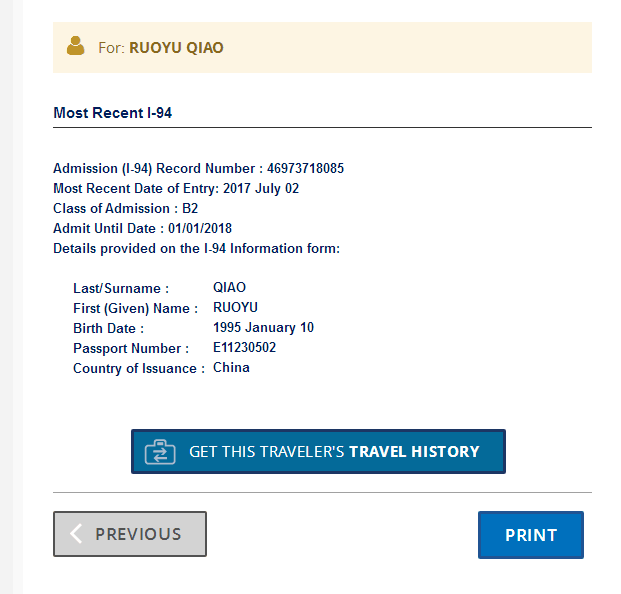 For: RUOYU QIAO
Most Recent I-94
Admission (I-94) Record Number : 46973718085
Most Recent Date of Entry: 2017 July 02
Class of Admission : B2
Admit Until Date : 01/01/2018
Details provided on the I-94 Information form:
Last/Surname : QIAO
First (Given) Name : RUOYU
Birth Date : 1995 January 10
Passport Number : E11230502
Country of Issuance : China
GET THIS TRAVELER'S TRAVEL HISTORY
PREVIOUS
PRINT